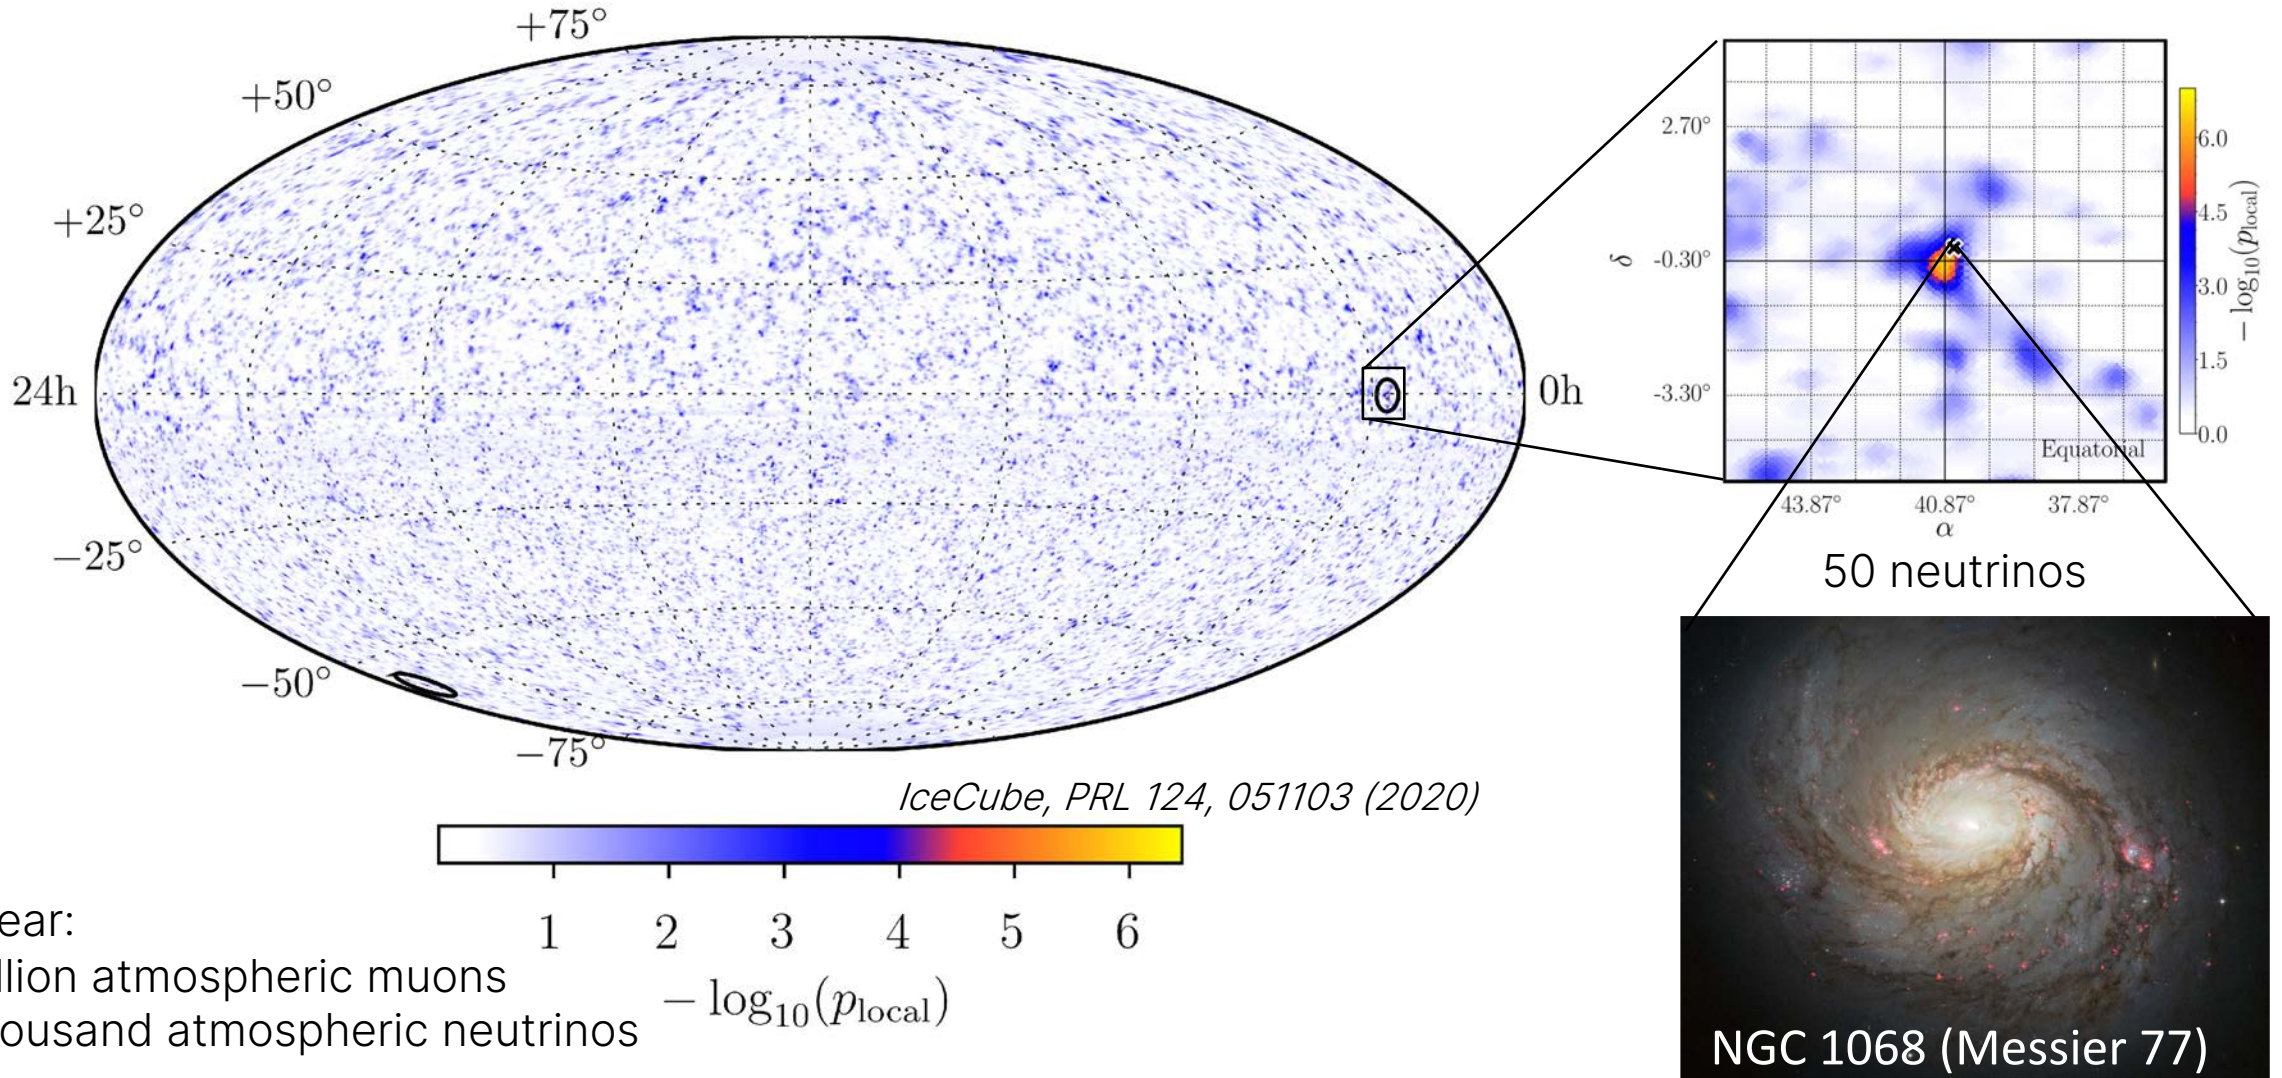 +75°
+50°
+25°
24h
0h
−25°
−50°
−75°
IceCube, PRL 124, 051103 (2020)
1 2 3 4 5 6
− log₁₀(p_local)
ear:
llion atmospheric muons
ousand atmospheric neutrinos
2.70°
δ -0.30°
-3.30°
Equatorial
43.87° 40.87° 37.87°
α
6.0
4.5
3.0
1.5
0.0
− log₁₀(p_local)
50 neutrinos
NGC 1068 (Messier 77)